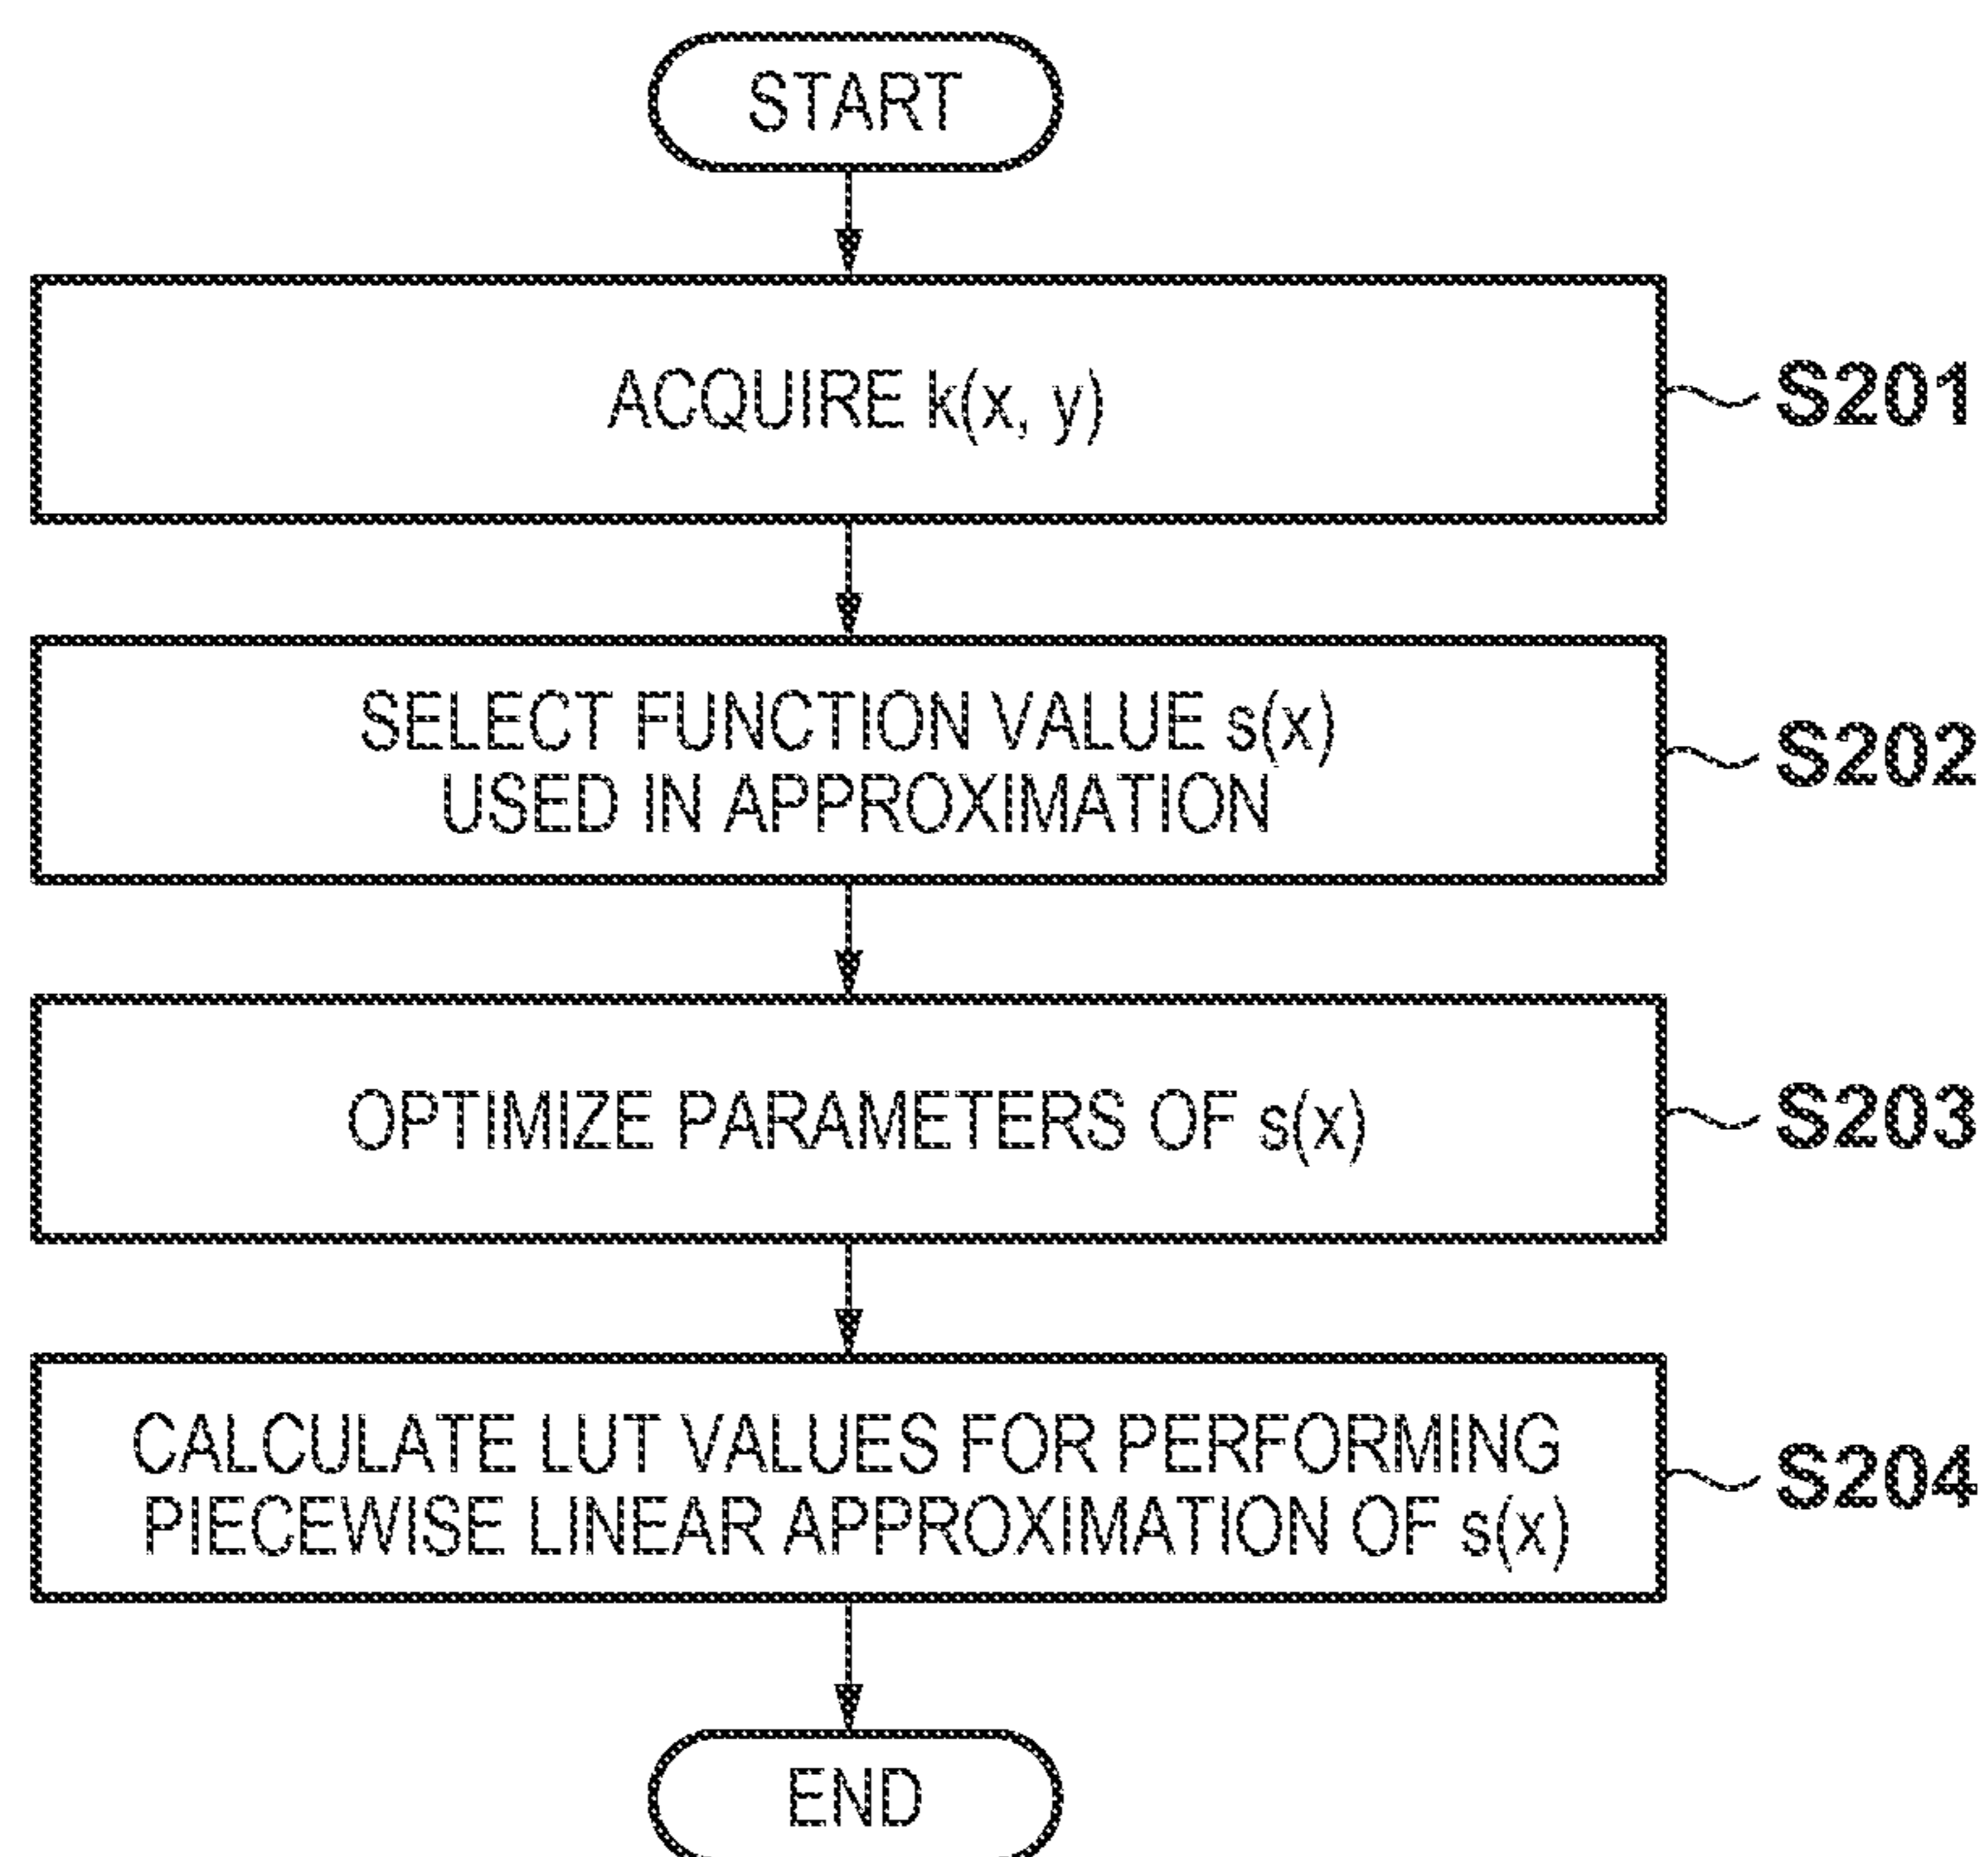 START
ACQUIRE k(x, y)
S201
SELECT FUNCTION VALUE s(x)
USED IN APPROXIMATION
S202
OPTIMIZE PARAMETERS OF s(x)
S203
CALCULATE LUT VALUES FOR PERFORMING
PIECEWISE LINEAR APPROXIMATION OF s(x)
S204
END